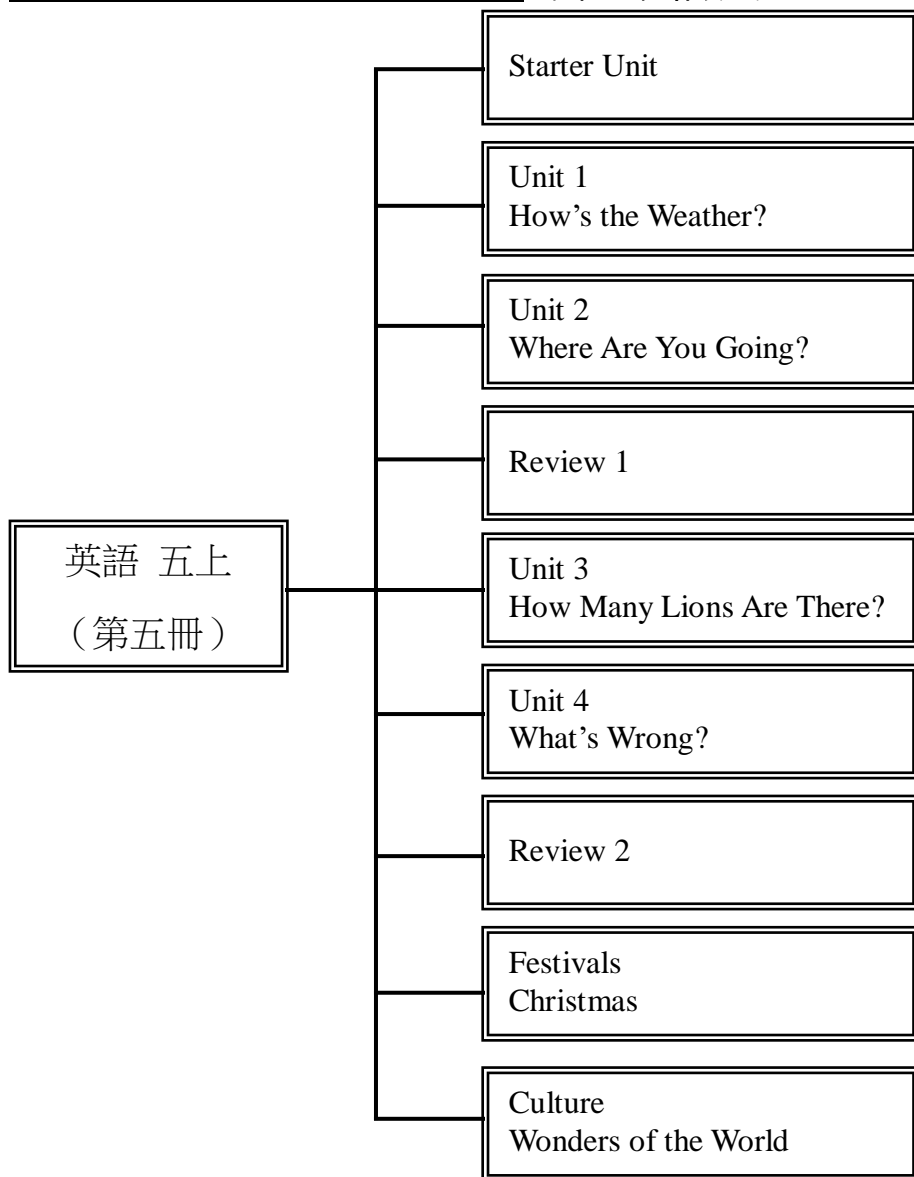 Starter Unit
Unit 1
How's the Weather?
Unit 2
Where Are You Going?
Review 1
英語 五上
（第五冊）
Unit 3
How Many Lions Are There?
Unit 4
What's Wrong?
Review 2
Festivals
Christmas
Culture
Wonders of the World